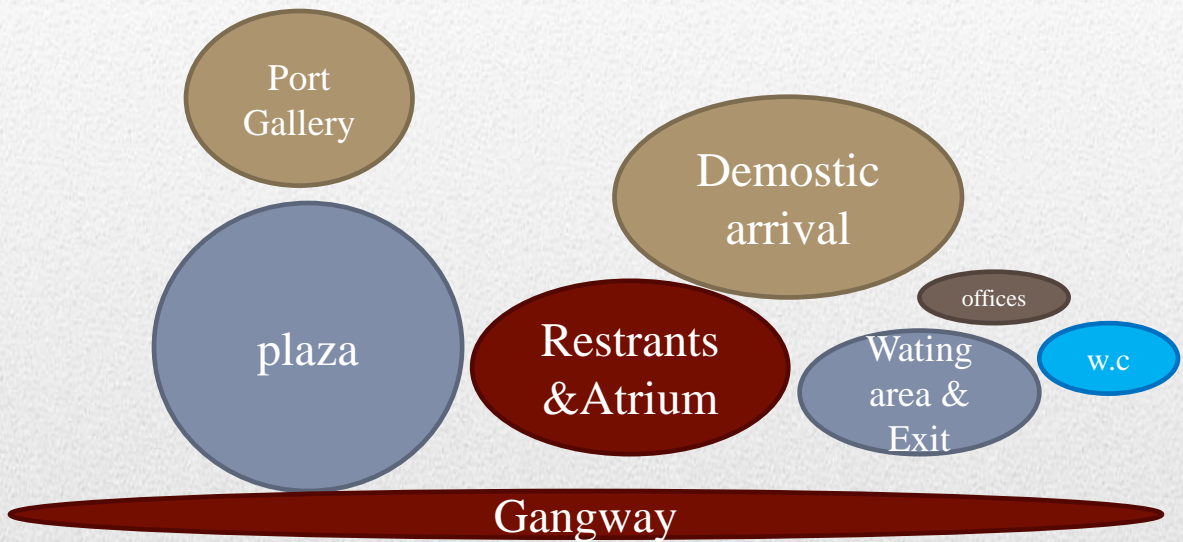 Port
Gallery
Demostic
arrival
plaza
Restrants
&Atrium
offices
Wating
area &
Exit
w.c
Gangway